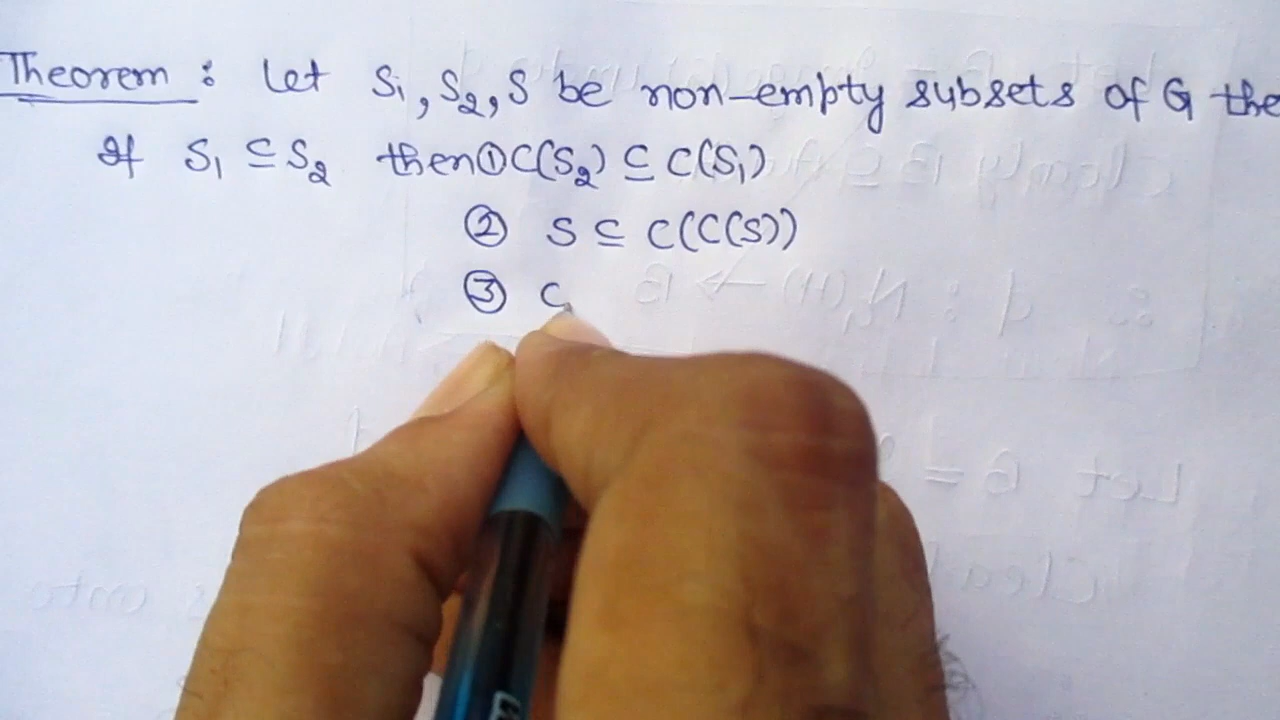 Theorem : Let S₁, S₂, S be non-empty subsets of G the
If S₁ ⊆ S₂ then ① C(S₂) ⊆ C(S₁)
② S ⊆ C(C(S))
③ C